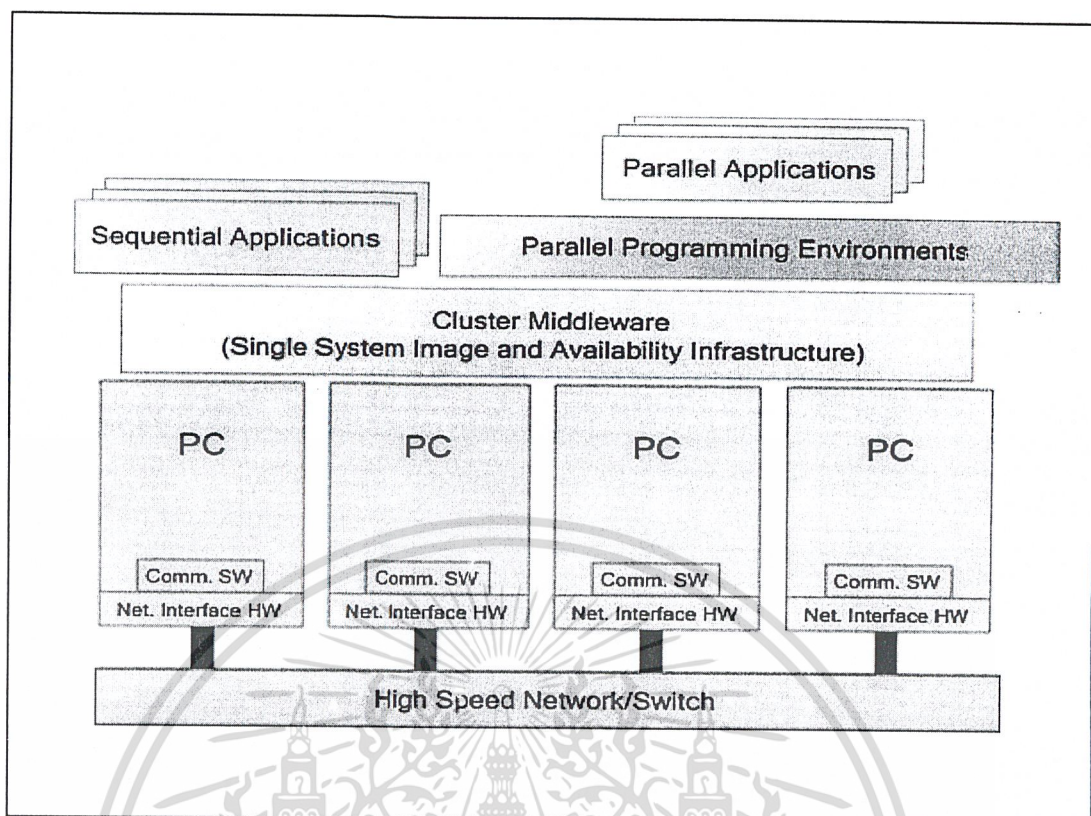 Parallel Applications
Sequential Applications
Parallel Programming Environments
Cluster Middleware
(Single System Image and Availability Infrastructure)
PC
PC
PC
PC
Comm. SW
Comm. SW
Comm. SW
Comm. SW
Net. Interface HW
Net. Interface HW
Net. Interface HW
Net. Interface HW
High Speed Network/Switch